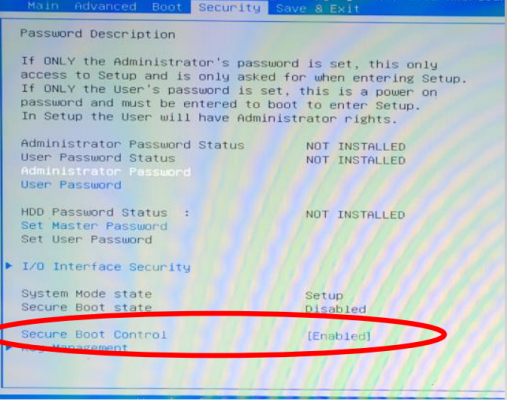 Main Advanced Boot Security Save & Exit
Password Description
If ONLY the Administrator's password is set, this only
access to Setup and is only asked for when entering Setup.
If ONLY the User's password is set, this is a power on
password and must be entered to boot to enter Setup.
In Setup the User will have Administrator rights.
Administrator Password Status NOT INSTALLED
User Password Status NOT INSTALLED
Administrator Password
User Password
HDD Password Status : NOT INSTALLED
Set Master Password
Set User Password
I/O Interface Security
System Mode state Setup
Secure Boot state Disabled
Secure Boot Control [Enabled]
Key Management